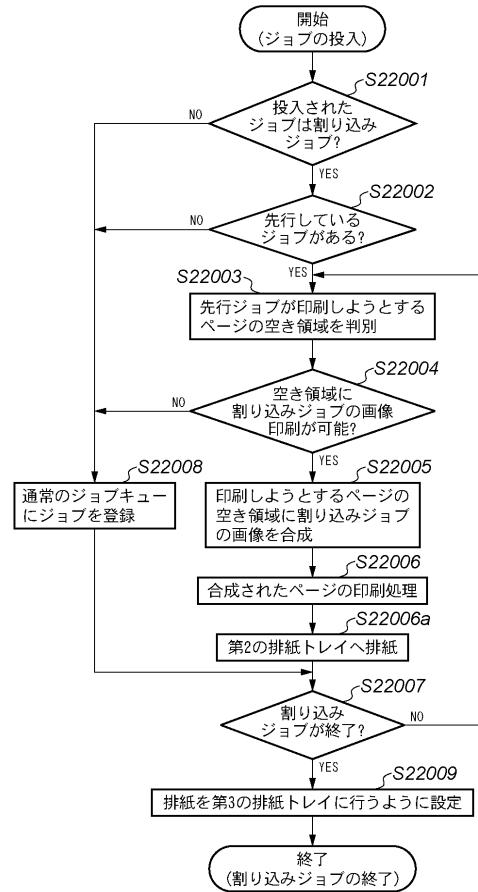 開始
(ジョブの投入)
S22001
投入された
ジョブは割り込み
ジョブ?
NO
YES
S22002
先行している
ジョブがある?
NO
YES
S22003
先行ジョブが印刷しようとする
ページの空き領域を判別
S22004
空き領域に
割り込みジョブの画像
印刷が可能?
NO
YES
S22008
通常のジョブキュー
にジョブを登録
S22005
印刷しようとするページの
空き領域に割り込みジョブ
の画像を合成
S22006
合成されたページの印刷処理
S22006a
第2の排紙トレイへ排紙
S22007
割り込み
ジョブが終了?
NO
YES
S22009
排紙を第3の排紙トレイに行うように設定
終了
(割り込みジョブの終了)